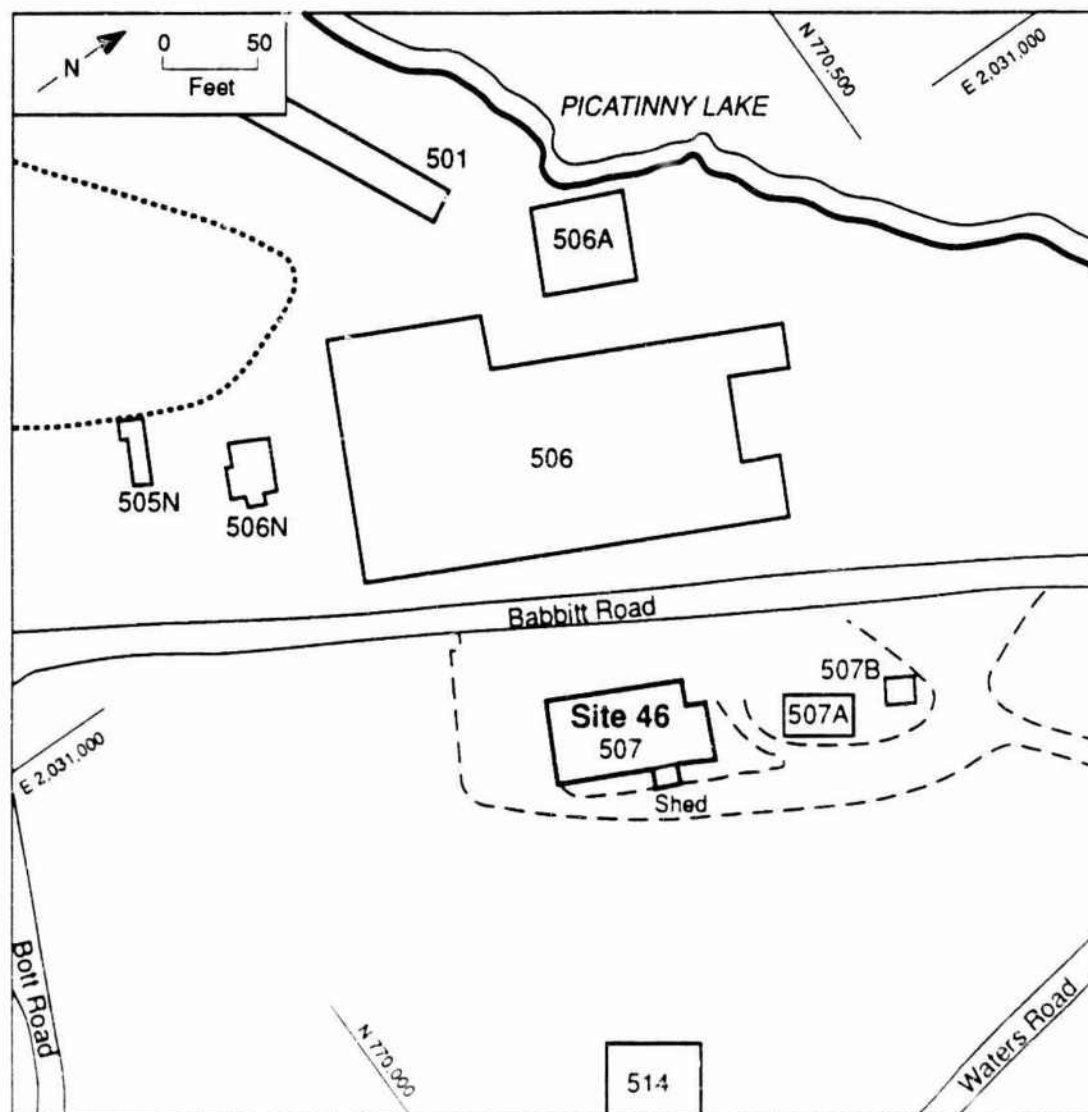 N
0 50
Feet
N 770,500
E 2,031,000
PICATINNY LAKE
501
506A
506
505N
506N
Babbitt Road
507B
Site 46
507A
507
E 2,031,000
Shed
Bott Road
N 770,000
Waters Road
514